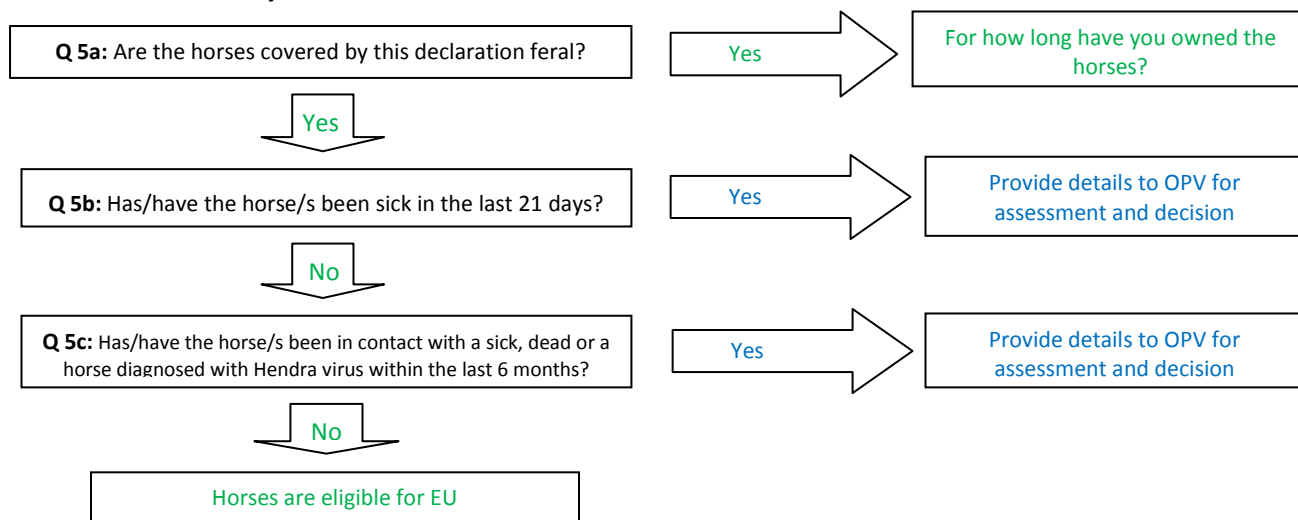 Q 5a: Are the horses covered by this declaration feral?
Yes
For how long have you owned the
horses?
Yes
Q 5b: Has/have the horse/s been sick in the last 21 days?
Yes
Provide details to OPV for
assessment and decision
No
Q 5c: Has/have the horse/s been in contact with a sick, dead or a
horse diagnosed with Hendra virus within the last 6 months?
Yes
Provide details to OPV for
assessment and decision
No
Horses are eligible for EU